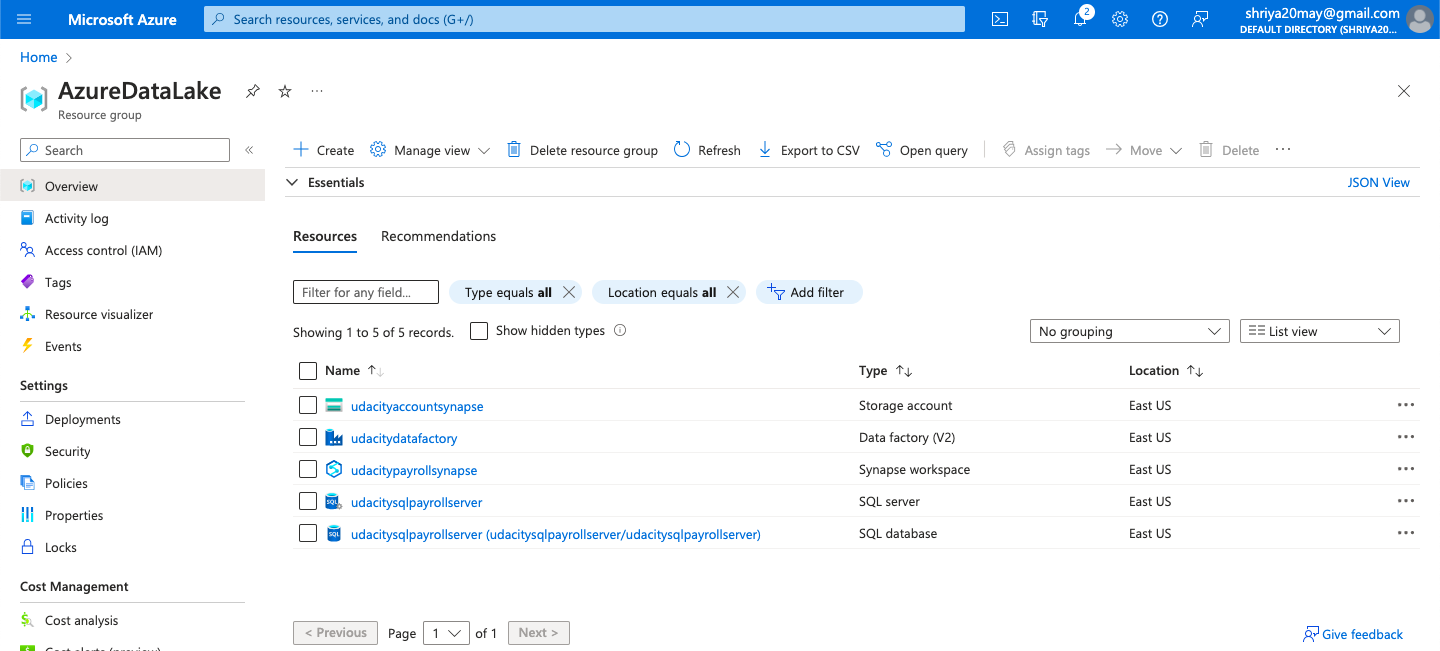 Microsoft Azure
Search resources, services, and docs (G+/)
2
shriya20may@gmail.com
DEFAULT DIRECTORY (SHRIYA20...
Home
AzureDataLake
Resource group
Search
Overview
Activity log
Access control (IAM)
Tags
Resource visualizer
Events
Settings
Deployments
Security
Policies
Properties
Locks
Cost Management
Cost analysis
Cost alerts (preview)
Create Manage view Delete resource group Refresh Export to CSV Open query Assign tags Move Delete
Essentials
JSON View
Resources Recommendations
Filter for any field...
Type equals all
Location equals all
Add filter
Showing 1 to 5 of 5 records.
Show hidden types
No grouping
List view
Name Type Location
udacityaccountsynapse Storage account East US
udacitydatafactory Data factory (V2) East US
udacitypayrollsynapse Synapse workspace East US
SQL udacitysqlpayrollserver SQL server East US
SQL udacitysqlpayrollserver (udacitysqlpayrollserver/udacitysqlpayrollserver) SQL database East US
< Previous Page 1 of 1 Next >
Give feedback